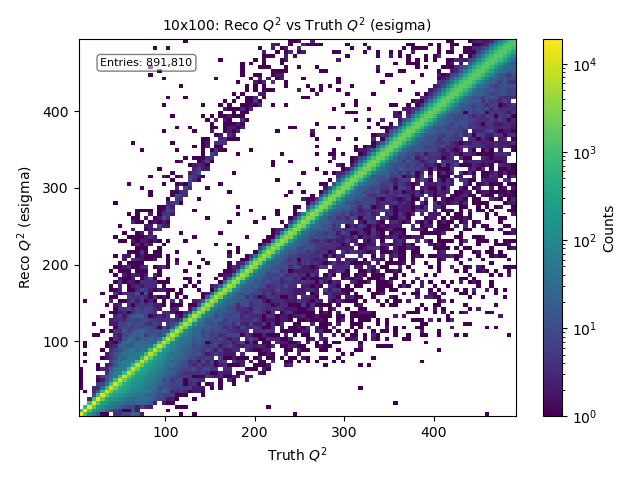 10x100: Reco Q² vs Truth Q² (esigma)
Entries: 891,810
Reco Q² (esigma)
400
300
200
100
100 200 300 400
Truth Q²
10⁴
10³
10²
10¹
10⁰
Counts